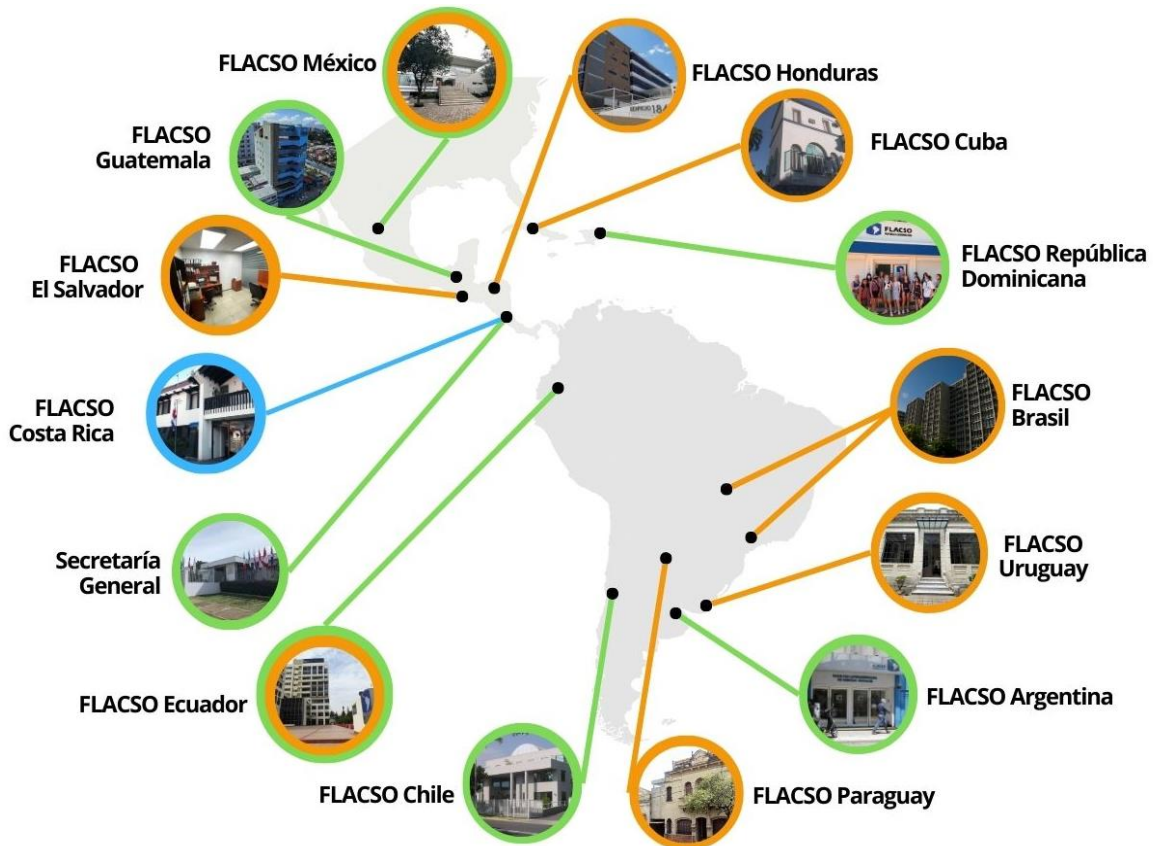 FLACSO México
FLACSO Honduras
FLACSO
Guatemala
FLACSO Cuba
FLACSO
El Salvador
FLACSO República
Dominicana
FLACSO
FLACSO
Costa Rica
FLACSO
Brasil
Secretaría
General
FLACSO
Uruguay
FLACSO Ecuador
FLACSO Argentina
FLACSO Chile
FLACSO Paraguay